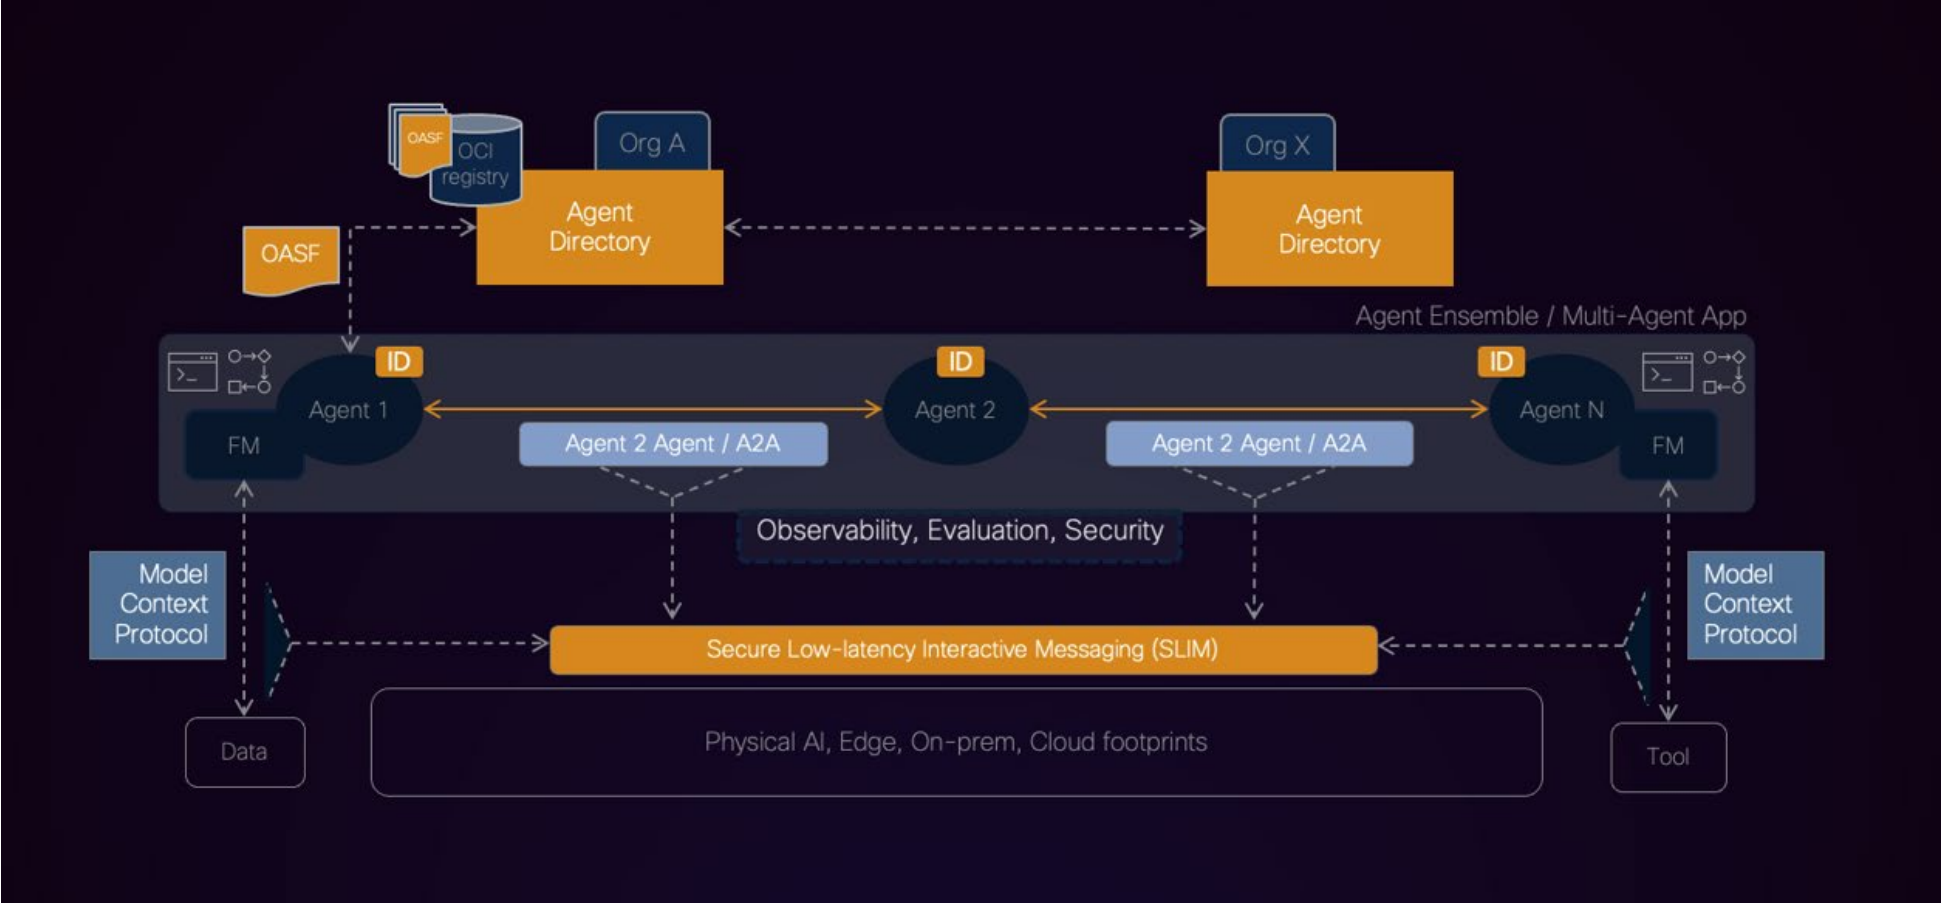 OASF
OCI
registry
Org A
Org X
Agent
Directory
Agent
Directory
OASF
Agent Ensemble / Multi-Agent App
ID
ID
ID
Agent 1
Agent 2
Agent N
FM
Agent 2 Agent / A2A
Agent 2 Agent / A2A
FM
Observability, Evaluation, Security
Model
Context
Protocol
Model
Context
Protocol
Secure Low-latency Interactive Messaging (SLIM)
Data
Physical AI, Edge, On-prem, Cloud footprints
Tool